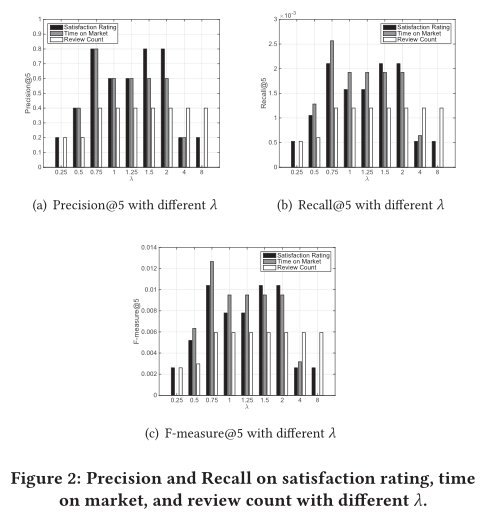 1
0.9
0.8
0.7
0.6
0.5
0.4
0.3
0.2
0.1
0
Precision@5
Satisfaction Rating
Time on Market
Review Count
0.25 0.5 0.75 1 1.25 1.5 2 4 8
λ
(a) Precision@5 with different λ
3 ×10⁻³
2.5
2
1.5
1
0.5
0
Recall@5
Satisfaction Rating
Time on Market
Review Count
0.25 0.5 0.75 1 1.25 1.5 2 4 8
λ
(b) Recall@5 with different λ
0.014
0.012
0.01
0.008
0.006
0.004
0.002
0
F-measure@5
Satisfaction Rating
Time on Market
Review Count
0.25 0.5 0.75 1 1.25 1.5 2 4 8
λ
(c) F-measure@5 with different λ
Figure 2: Precision and Recall on satisfaction rating, time
on market, and review count with different λ.